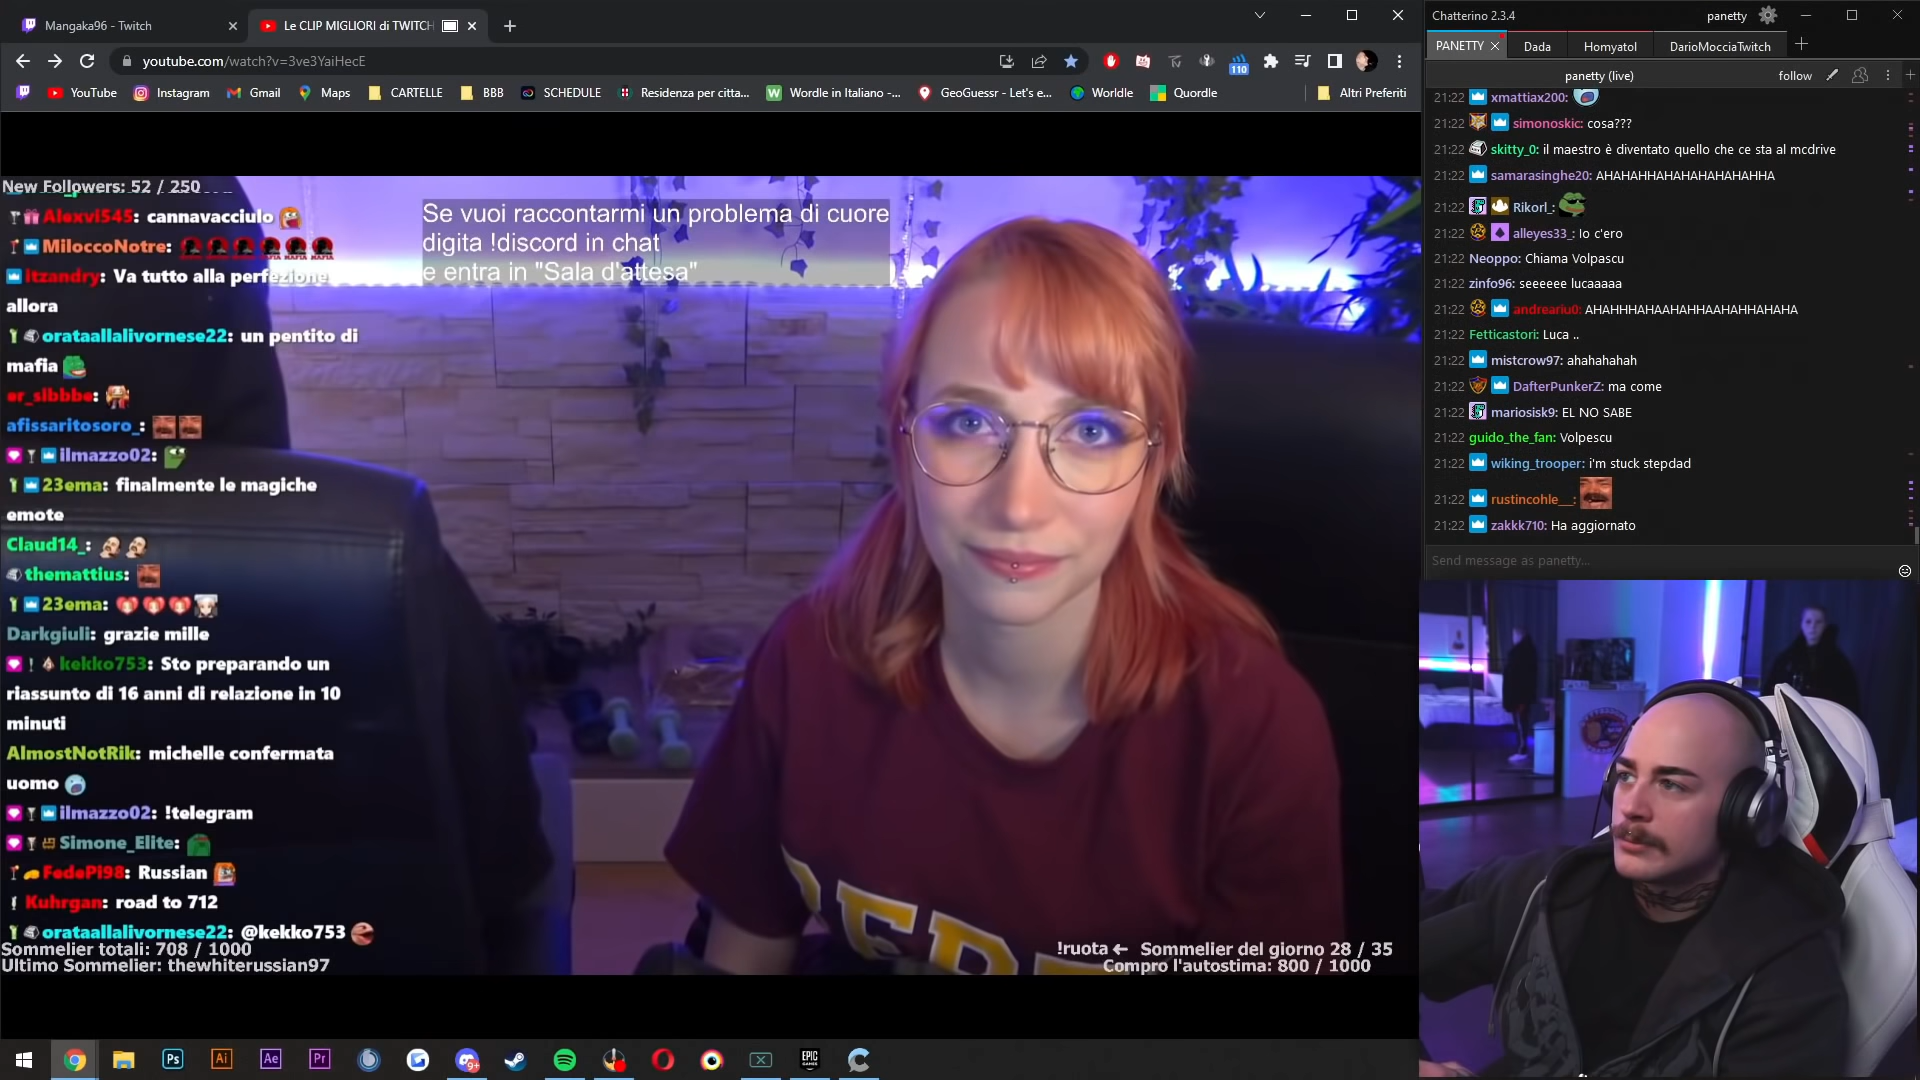 Mangaka96 - Twitch
Le CLIP MIGLIORI di TWITCH
youtube.com/watch?v=3ve3YaiHecE
110
YouTube
Instagram
Gmail
Maps
CARTELLE
BBB
SCHEDULE
Residenza per citta...
Wordle in Italiano -...
GeoGuessr - Let's e...
Worldle
Quordle
Altri Preferiti
New Followers: 52 / 250
Alexvi545: cannavacciulo
MiloccoNotre:
Itzandry: Va tutto alla perfezione
allora
orataallalivornese22: un pentito di
mafia
er_slbbbe:
afissaritosoro_:
ilmazzo02:
23ema: finalmente le magiche
emote
Claud14_:
themattius:
23ema:
Darkgiuli: grazie mille
kekko753: Sto preparando un
riassunto di 16 anni di relazione in 10
minuti
AlmostNotRik: michelle confermata
uomo
ilmazzo02: !telegram
Simone_Elite:
FedePi98: Russian
Kuhrgan: road to 712
orataallalivornese22: @kekko753
Sommelier totali: 708 / 1000
Ultimo Sommelier: thewhiterussian97
Se vuoi raccontarmi un problema di cuore
digita !discord in chat
e entra in "Sala d'attesa"
!ruota ← Sommelier del giorno 28 / 35
Compro l'autostima: 800 / 1000
Chatterino 2.3.4
panetty
PANETTY
Dada
Homyatol
DarioMocciaTwitch
panetty (live)
follow
21:22 xmattiax200:
21:22 simonoskic: cosa???
21:22 skitty_0: il maestro è diventato quello che ce sta al mcdrive
21:22 samarasinghe20: AHAHAHHAHAHAHAHAHAHHA
21:22 Rikorl_:
21:22 alleyes33_: Io c'ero
21:22 Neoppo: Chiama Volpascu
21:22 zinfo96: seeeeee lucaaaaa
21:22 andreariu0: AHAHHHAHAAHAHHAAHAHHAHAHA
21:22 Fetticastori: Luca ..
21:22 mistcrow97: ahahahahah
21:22 DafterPunkerZ: ma come
21:22 mariosisk9: EL NO SABE
21:22 guido_the_fan: Volpescu
21:22 wiking_trooper: i'm stuck stepdad
21:22 rustincohle__:
21:22 zakkk710: Ha aggiornato
Send message as panetty...
Ps
Ai
Ae
Pr
9+
EPIC
GAMES